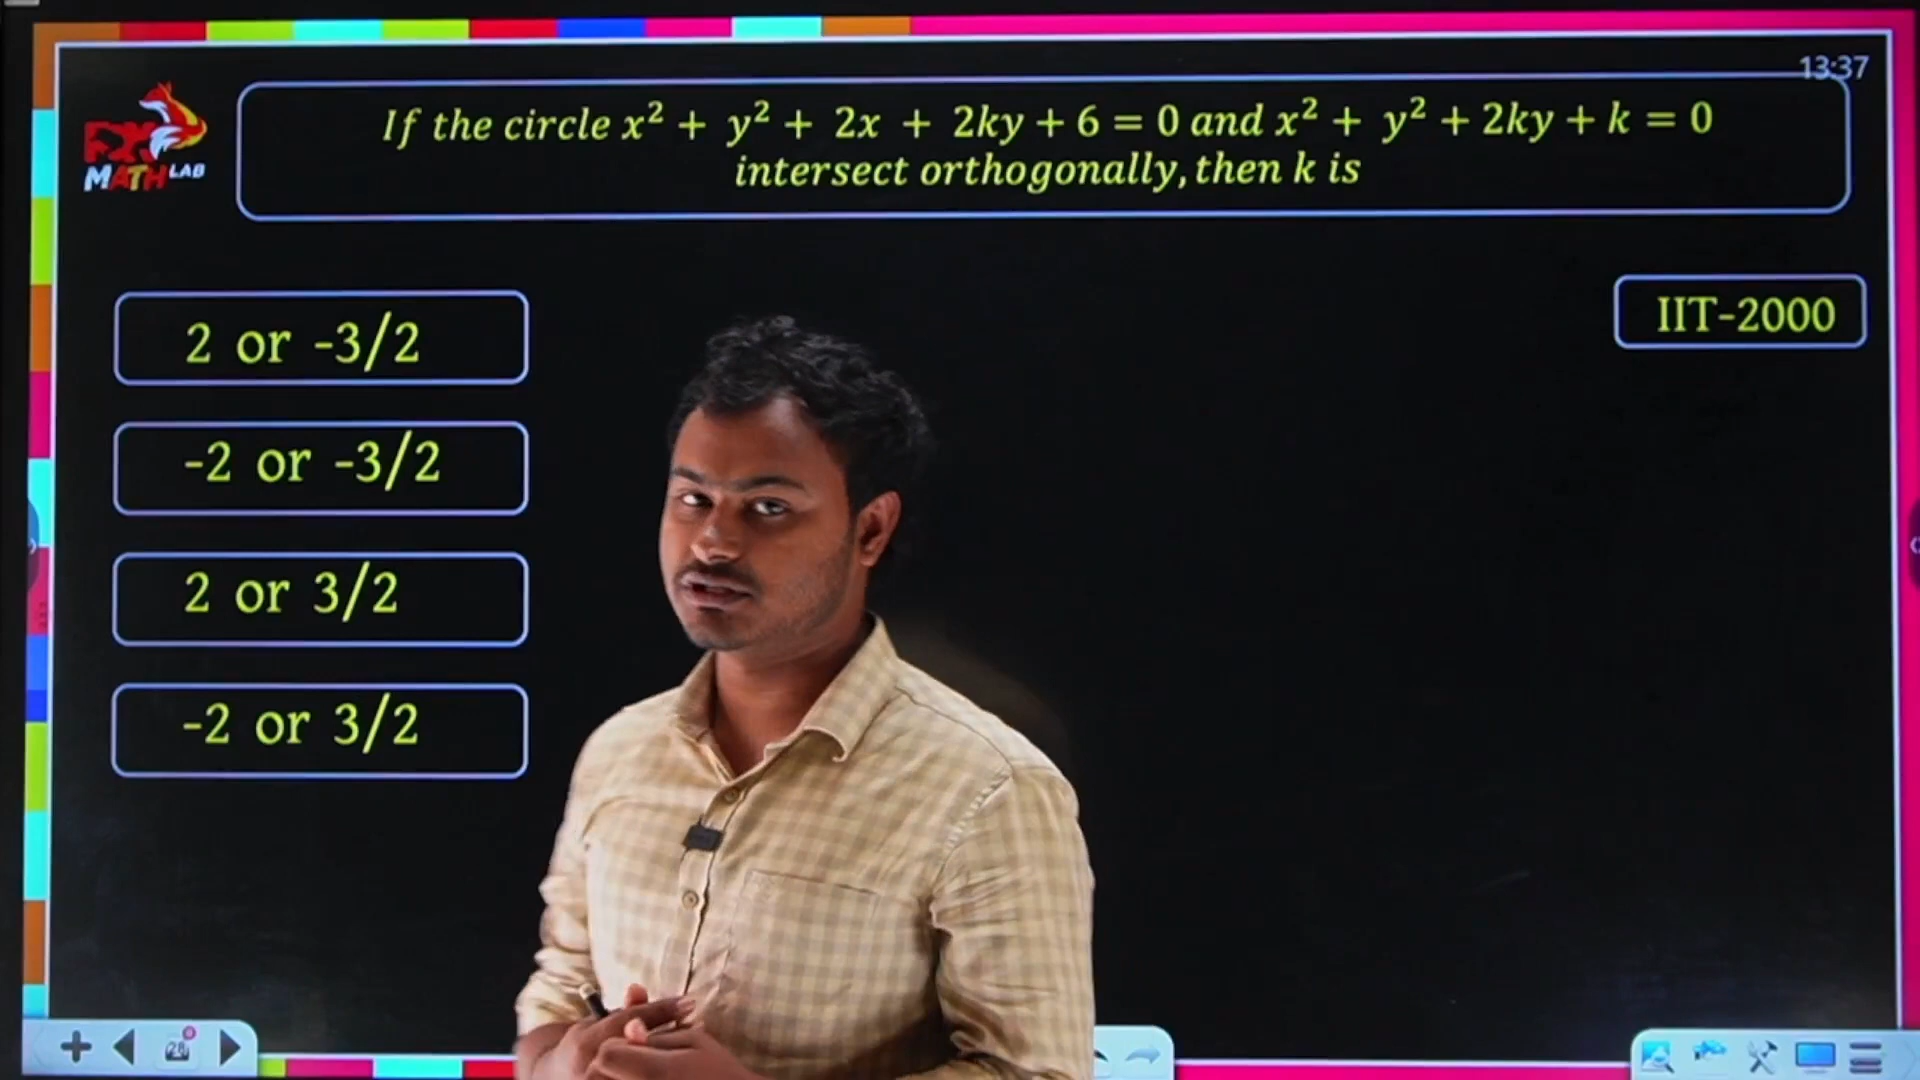 13:37
FOX
MATH LAB
If the circle x² + y² + 2x + 2ky + 6 = 0 and x² + y² + 2ky + k = 0
intersect orthogonally, then k is
IIT-2000
2 or -3/2
-2 or -3/2
2 or 3/2
-2 or 3/2